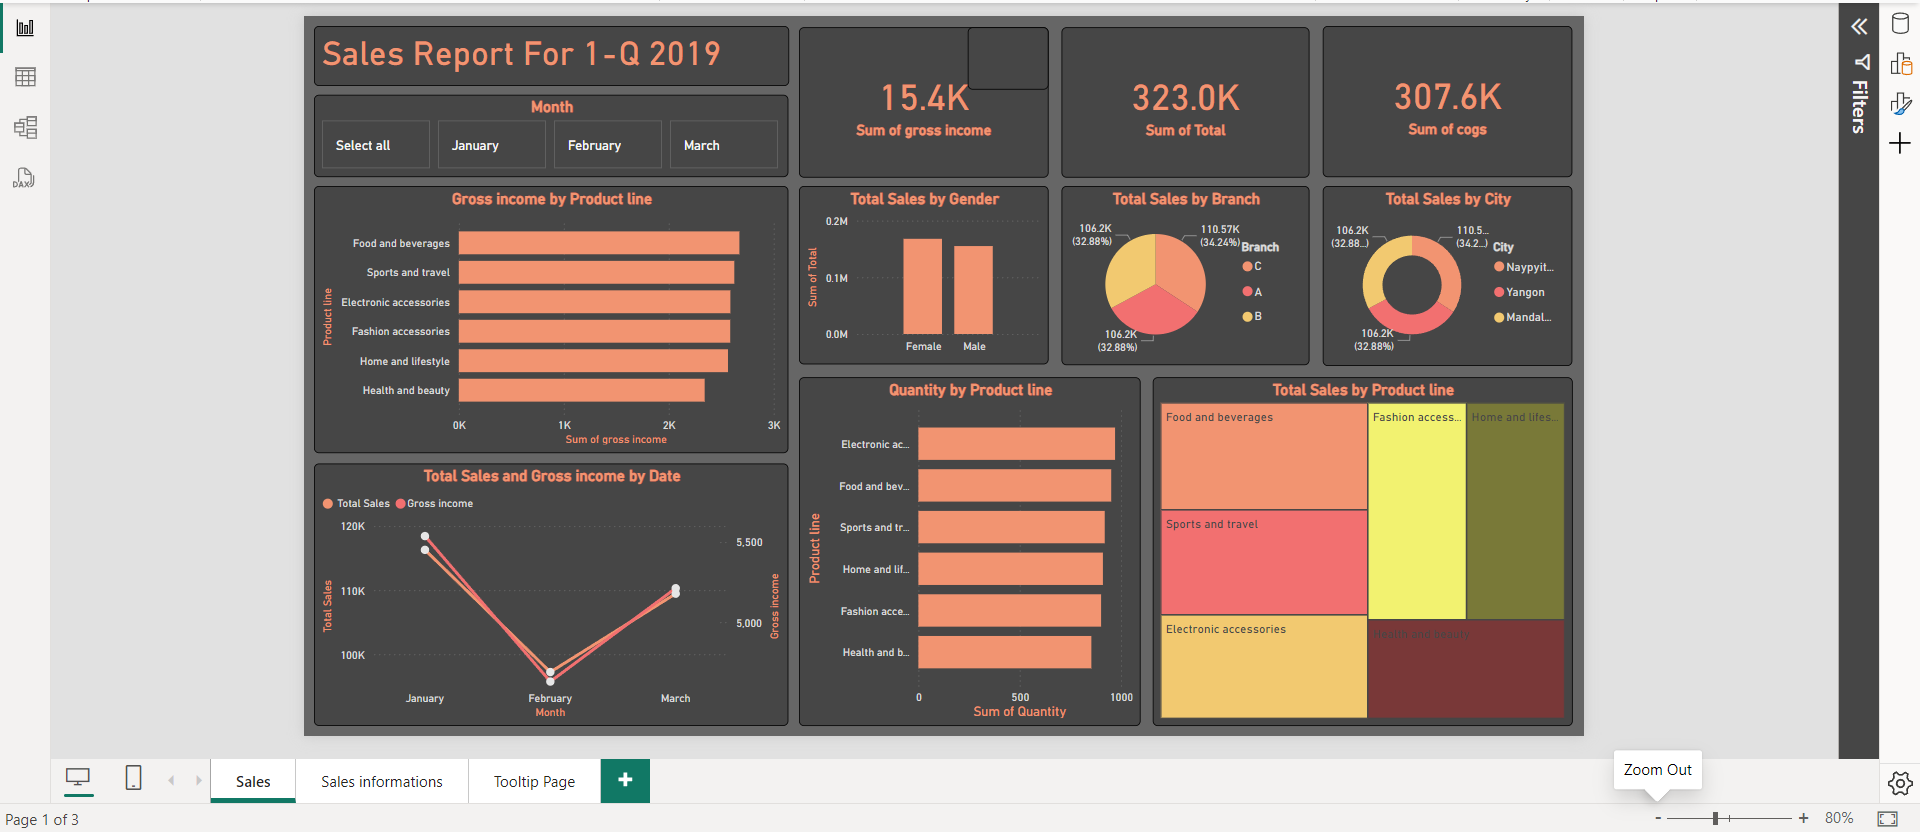 Sales Report For 1-Q 2019
Month
Select all
January
February
March
15.4K
Sum of gross income
323.0K
Sum of Total
307.6K
Sum of cogs
Filters
Gross income by Product line
Product line
Food and beverages
Sports and travel
Electronic accessories
Fashion accessories
Home and lifestyle
Health and beauty
0K 1K 2K 3K
Sum of gross income
Total Sales by Gender
Sum of Total
0.2M
0.1M
0.0M
Female Male
Total Sales by Branch
106.2K
(32.88%)
110.57K
(34.24%)
106.2K
(32.88%)
Branch
C
A
B
Total Sales by City
106.2K
(32.88...)
110.5...
(34.2...)
106.2K
(32.88%)
City
Naypyit...
Yangon
Mandal...
Total Sales and Gross income by Date
Total Sales Gross income
Total Sales
120K
110K
100K
5,500
5,000
Gross income
January February March
Month
Quantity by Product line
Product line
Electronic ac...
Food and bev...
Sports and tr...
Home and lif...
Fashion acce...
Health and b...
0 500 1000
Sum of Quantity
Total Sales by Product line
Food and beverages
Sports and travel
Electronic accessories
Fashion access...
Home and lifes...
Health and beauty
DAX
Sales
Sales informations
Tooltip Page
+
Zoom Out
Page 1 of 3
- + 80%